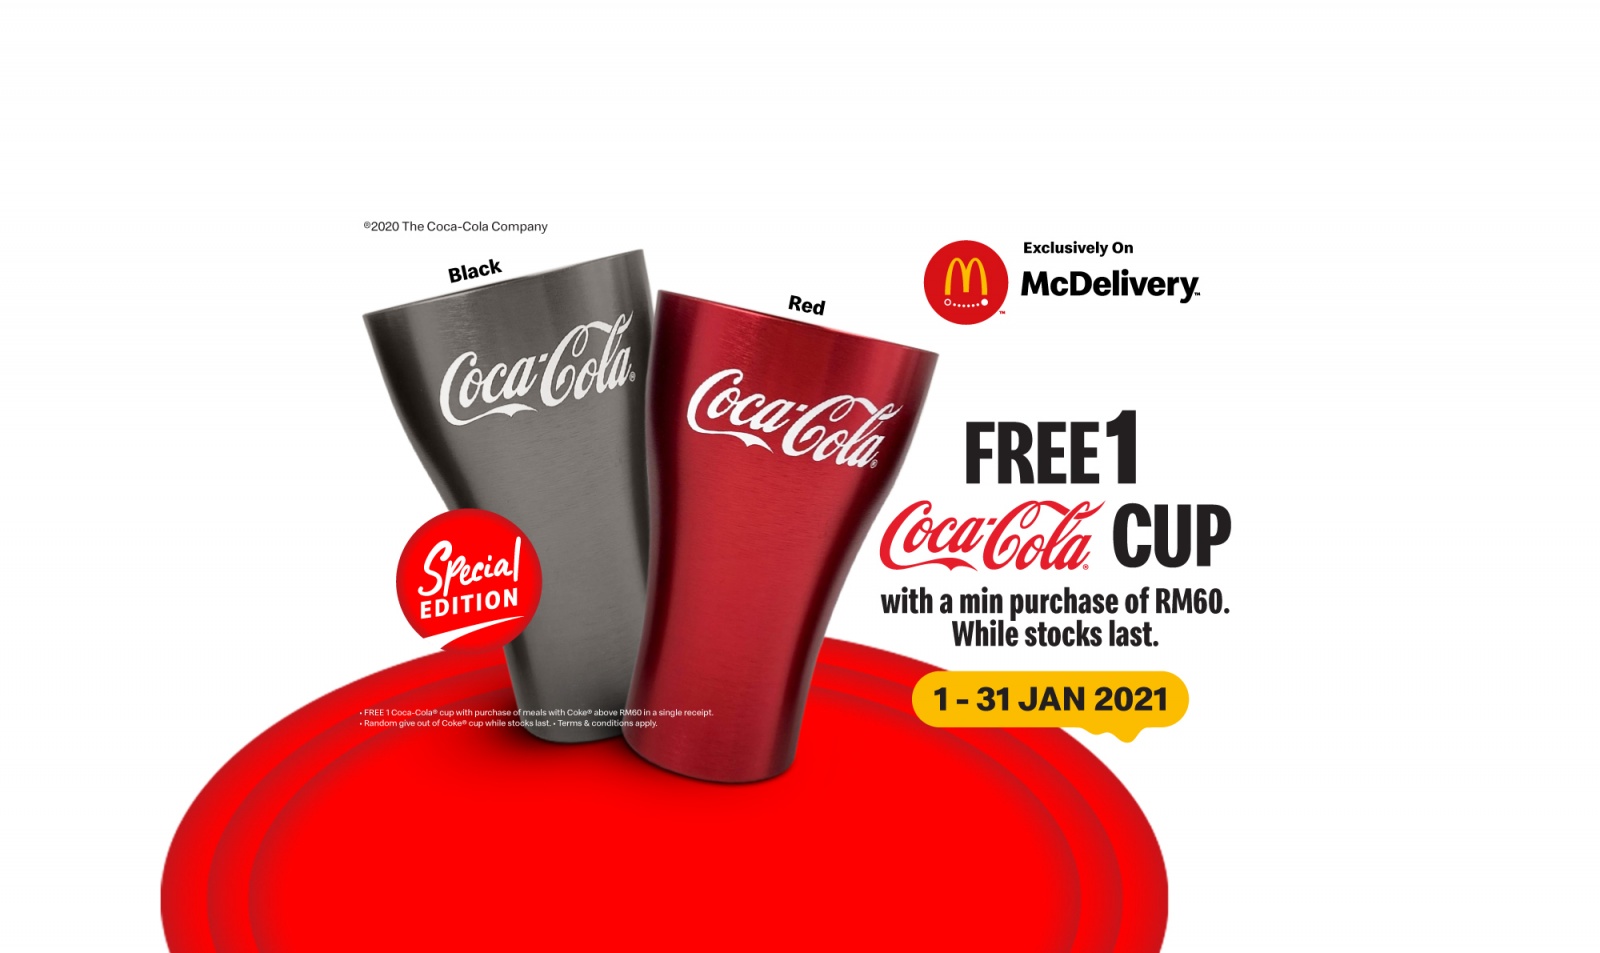 ®2020 The Coca-Cola Company
Black
Red
Coca-Cola®
Coca-Cola®
Special
EDITION
• FREE 1 Coca-Cola® cup with purchase of meals with Coke® above RM60 in a single receipt.
• Random give out of Coke® cup while stocks last. • Terms & conditions apply.
Exclusively On
McDelivery™
FREE 1
Coca-Cola® CUP
with a min purchase of RM60.
While stocks last.
1 - 31 JAN 2021